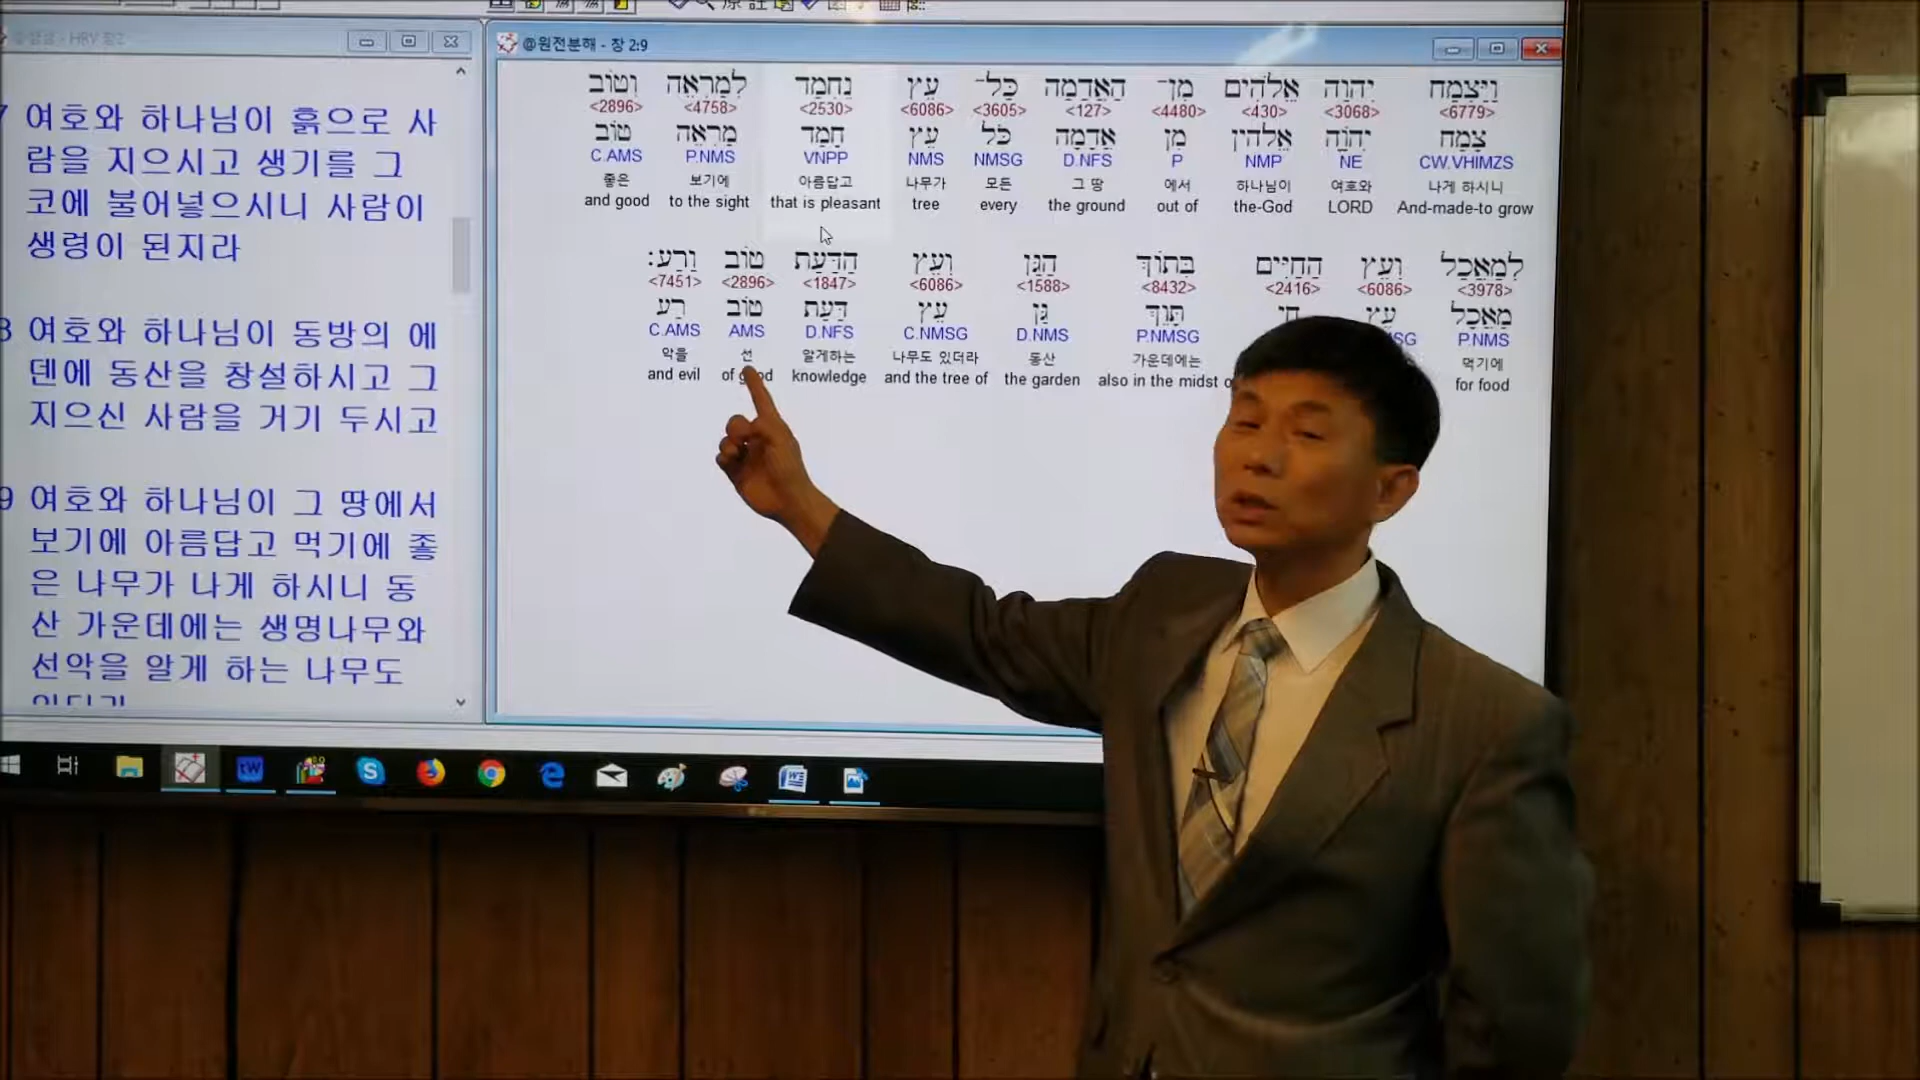 @원전분해 - 창 2:9
7 여호와 하나님이 흙으로 사
람을 지으시고 생기를 그
코에 불어넣으시니 사람이
생령이 된지라
8 여호와 하나님이 동방의 에
덴에 동산을 창설하시고 그
지으신 사람을 거기 두시고
9 여호와 하나님이 그 땅에서
보기에 아름답고 먹기에 좋
은 나무가 나게 하시니 동
산 가운데에는 생명나무와
선악을 알게 하는 나무도
וַיַּצְמַח יְהוָה אֱלֹהִים מִן־ הָאֲדָמָה כָּל־ עֵץ נֶחְמָד לְמַרְאֶה וְטוֹב
<2896> <4758> <2530> <6086> <3605> <127> <4480> <430> <3068> <6779>
צָמַח יְהוָֹה אֱלֹהִין מִן אֲדָמָה כֹּל עֵץ חָמַד מַרְאֶה טוֹב
C.AMS P.NMS VNPP NMS NMSG D.NFS P NMP NE CW.VHIMZS
좋은 보기에 아름답고 나무가 모든 그 땅 에서 하나님이 여호와 나게 하시니
and good to the sight that is pleasant tree every the ground out of the-God LORD And-made-to grow
לְמַאֲכָל וְעֵץ הַחַיִּים בְּתוֹךְ הַגָּן וְעֵץ הַדַּעַת טוֹב וָרָע׃
<7451> <2896> <1847> <6086> <1588> <8432> <2416> <6086> <3978>
מַאֲכָל עֵץ חַי תָּוֶךְ גַּן עֵץ דַּעַת טוֹב רַע
C.AMS AMS D.NFS C.NMSG D.NMS P.NMSG P.NMS
악을 선 알게하는 나무도 있더라 동산 가운데에는 먹기에
and evil of good knowledge and the tree of the garden also in the midst for food